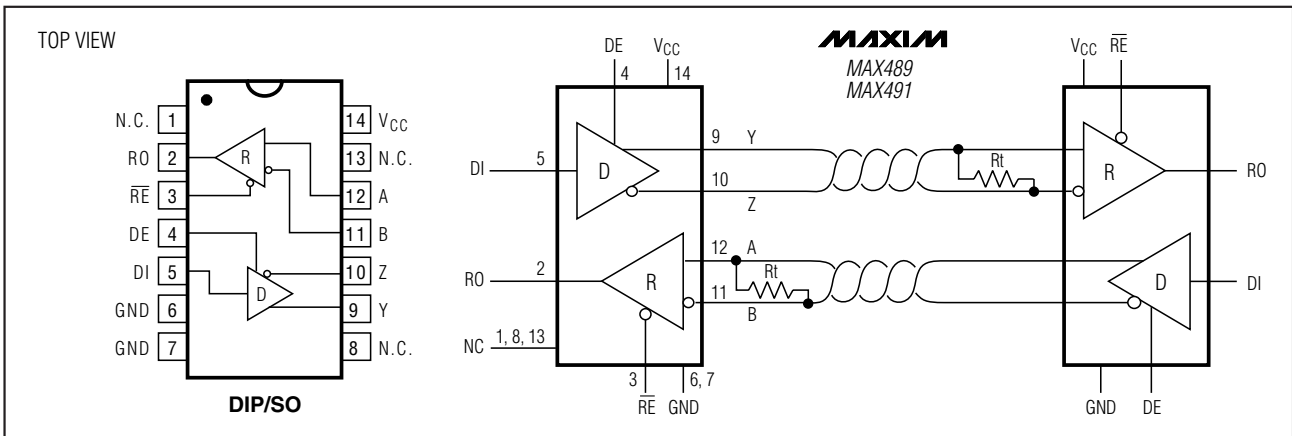 TOP VIEW
N.C. 1
RO 2
RE 3
DE 4
DI 5
GND 6
GND 7
14 VCC
13 N.C.
12 A
11 B
10 Z
9 Y
8 N.C.
R
D
DIP/SO
MAXIM
MAX489
MAX491
DE
4
VCC
14
DI
5
D
9 Y
10
Z
Rt
RO
2
R
12 A
Rt
11
B
NC 1, 8, 13
3
RE
6, 7
GND
VCC RE
R
RO
D
DI
GND DE